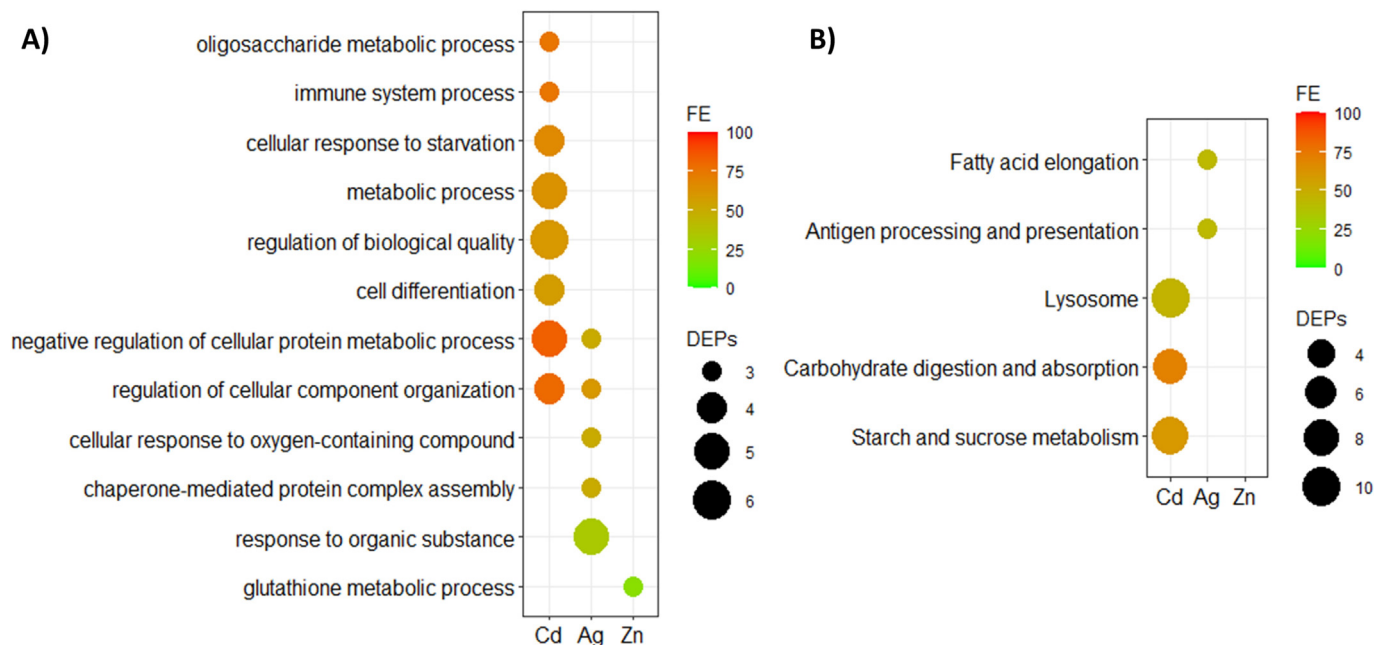 A)
oligosaccharide metabolic process
immune system process
cellular response to starvation
metabolic process
regulation of biological quality
cell differentiation
negative regulation of cellular protein metabolic process
regulation of cellular component organization
cellular response to oxygen-containing compound
chaperone-mediated protein complex assembly
response to organic substance
glutathione metabolic process
Cd Ag Zn
FE
100
75
50
25
0
DEPs
3
4
5
6
B)
Fatty acid elongation
Antigen processing and presentation
Lysosome
Carbohydrate digestion and absorption
Starch and sucrose metabolism
Cd Ag Zn
FE
100
75
50
25
0
DEPs
4
6
8
10